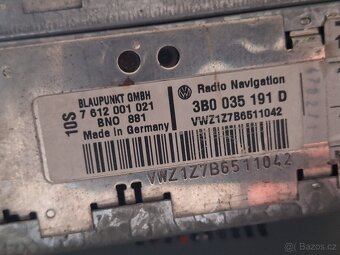 10S
BLAUPUNKT GMBH
7 612 001 021
BNO 881
Made in Germany
Radio Navigation
3B0 035 191 D
VWZ1Z7B6511042
VWZ1Z7B6511042
Sbazoš.cz